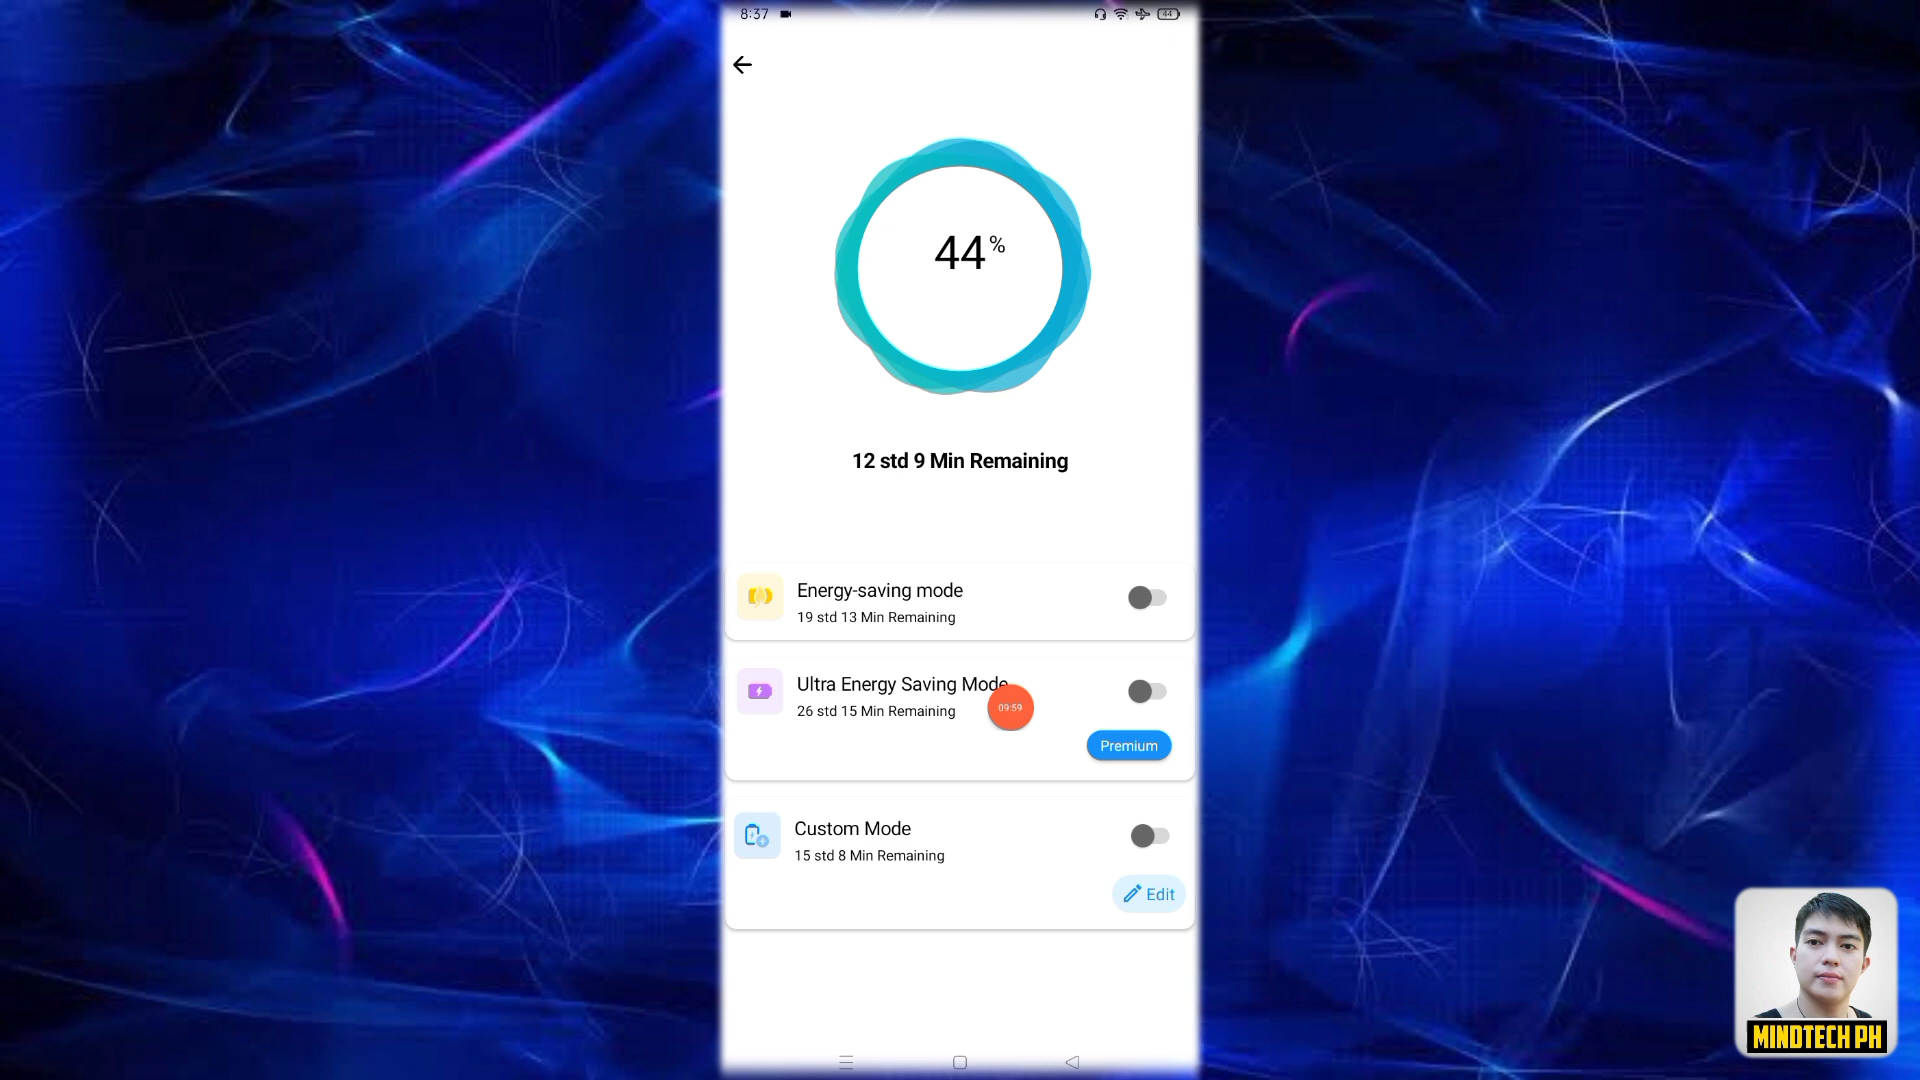 8:37
44
44%
12 std 9 Min Remaining
Energy-saving mode
19 std 13 Min Remaining
Ultra Energy Saving Mode
26 std 15 Min Remaining
09:59
Premium
Custom Mode
15 std 8 Min Remaining
Edit
MINDTECH PH